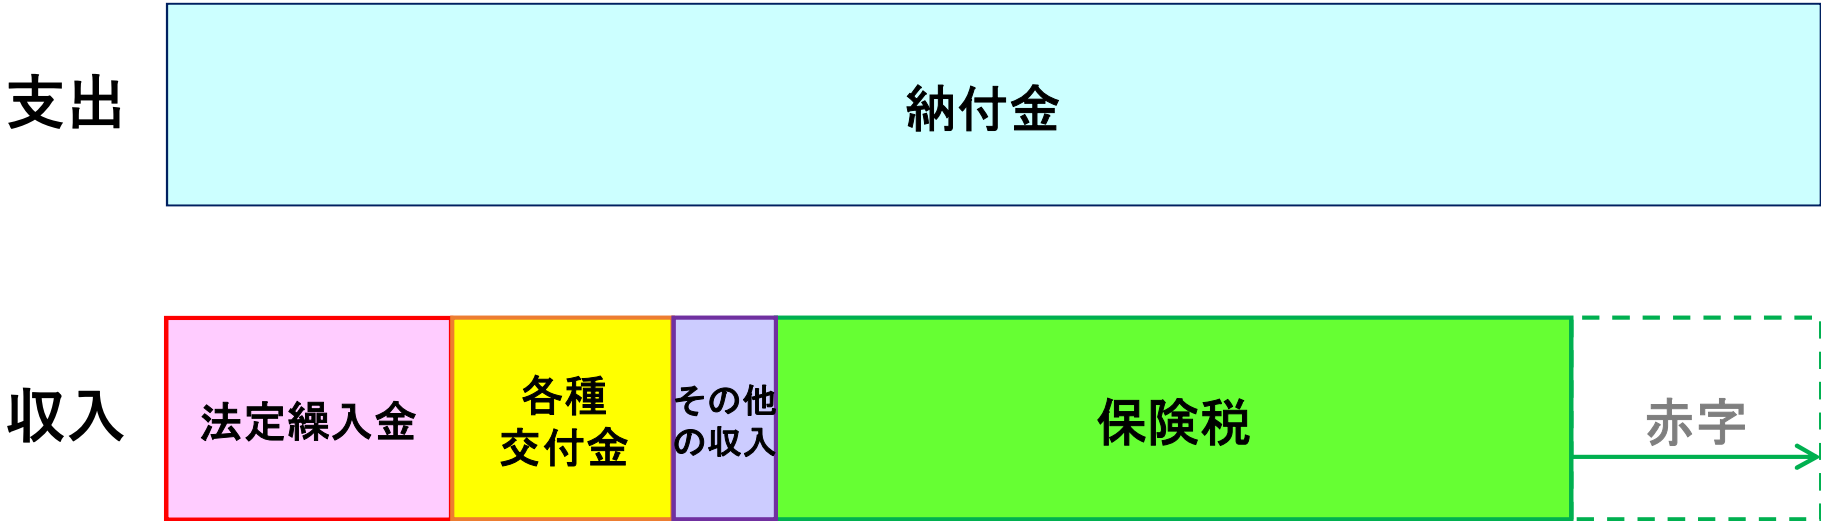 支出
納付金
収入
法定繰入金
各種
交付金
その他
の収入
保険税
赤字